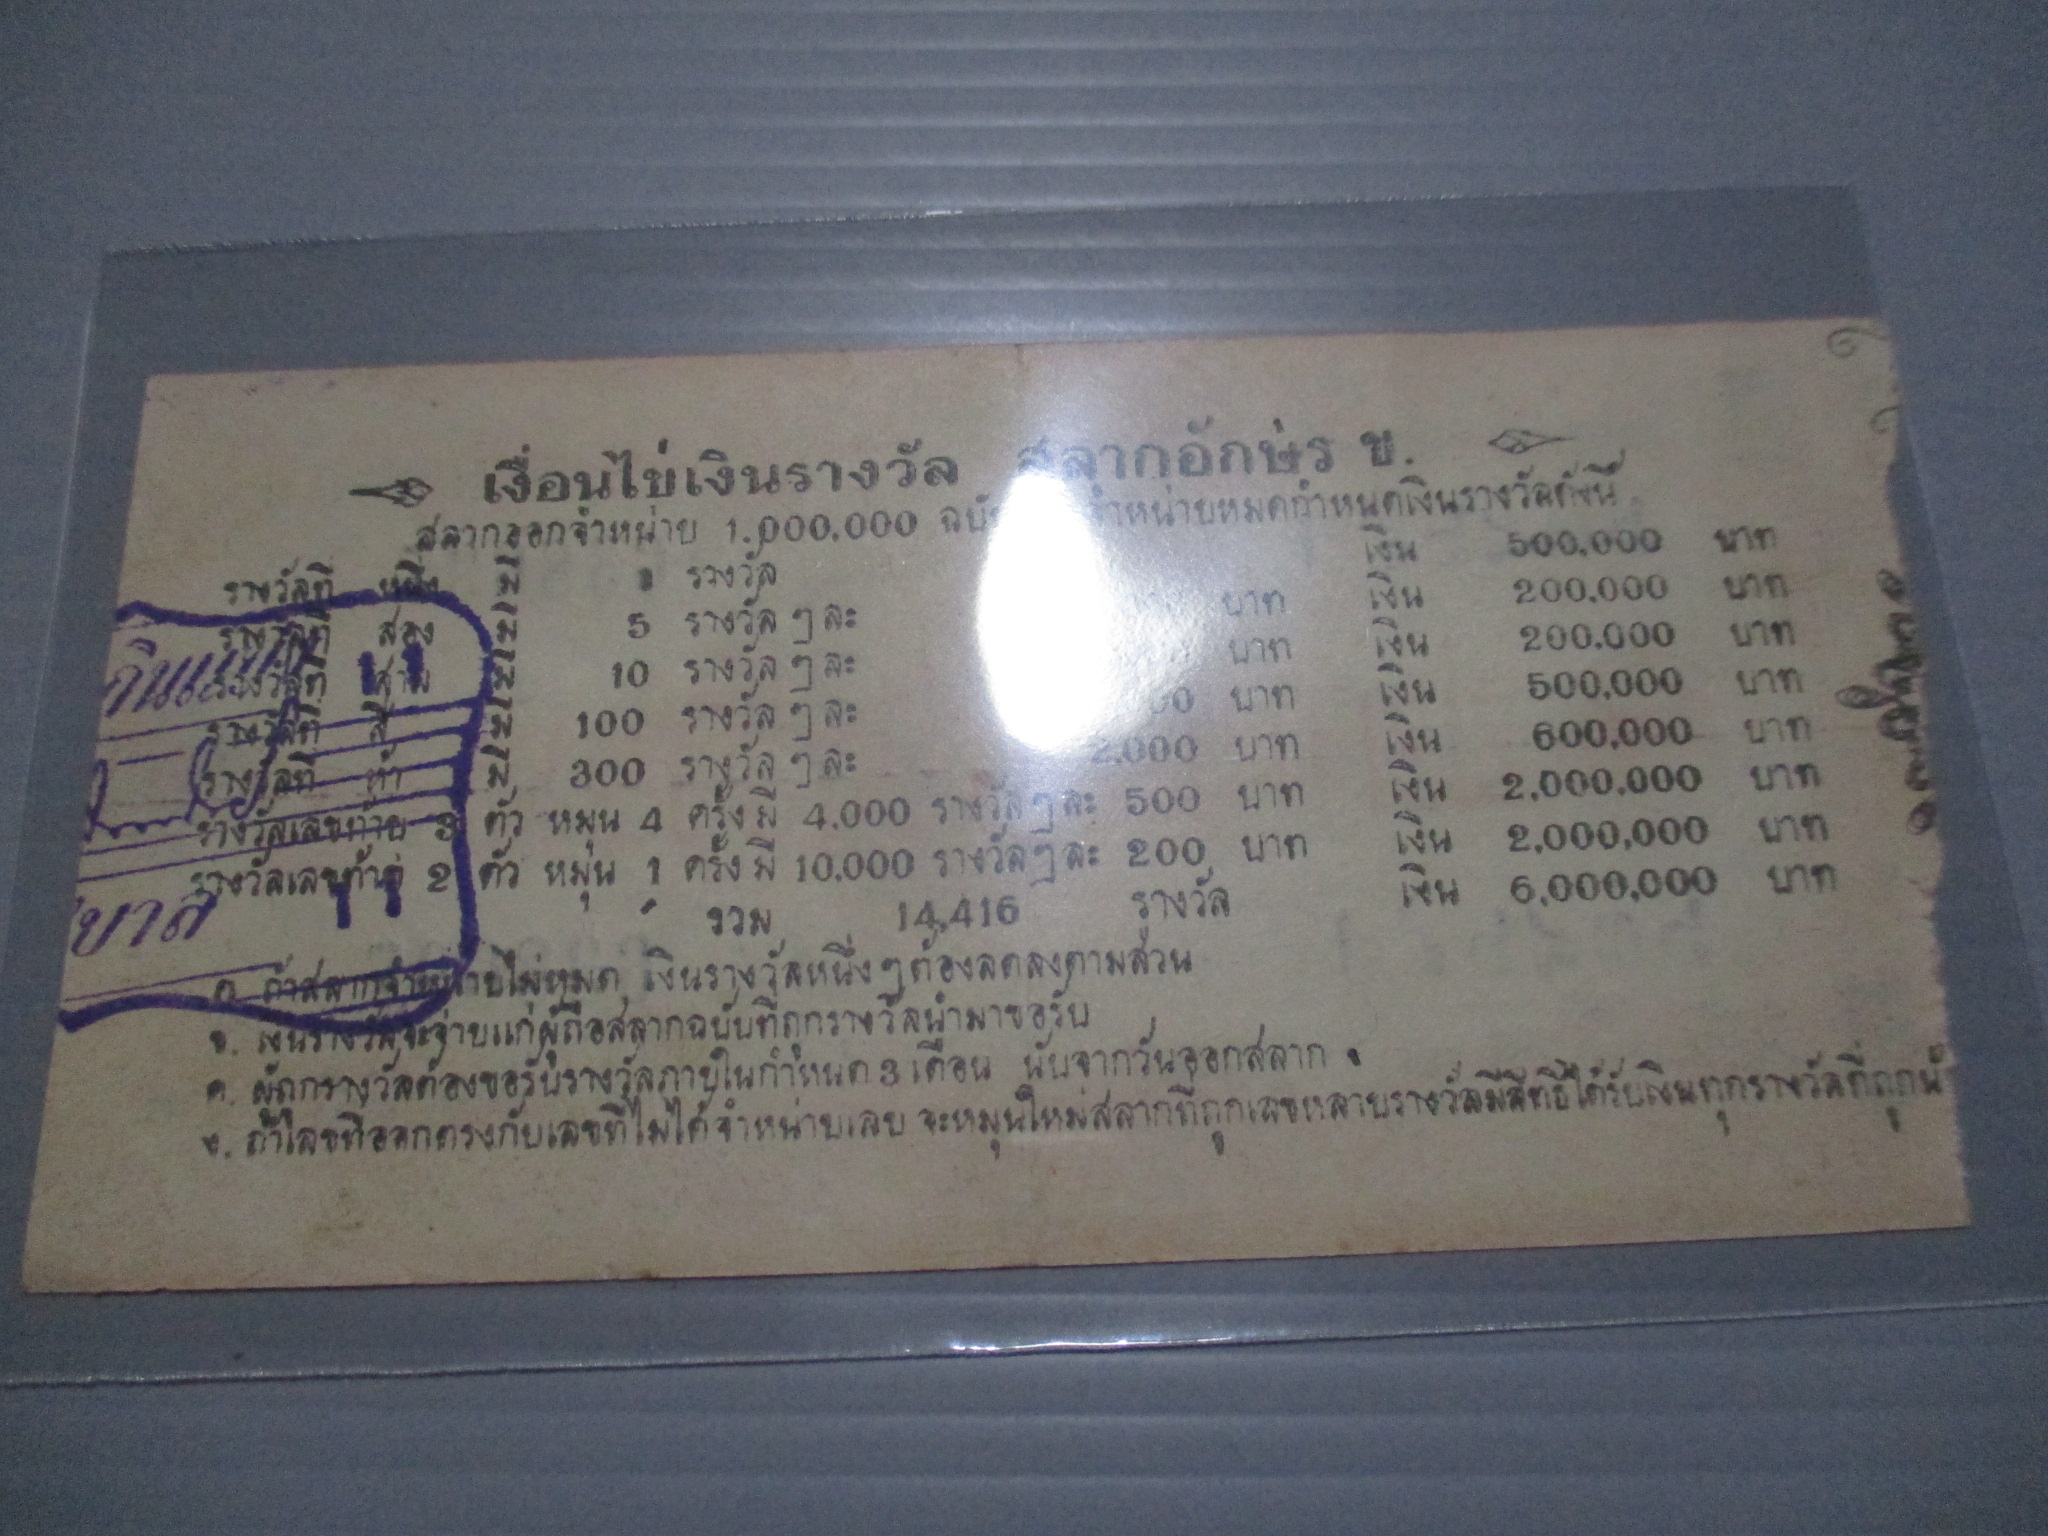 เงื่อนไข่เงินรางวัล สลากอักษร ข.
สลากออกจำหน่าย 1,000,000 ฉบับ จำหน่ายหมดกำหนดเงินรางวัลดังนี้
รางวัลที่ หนึ่ง มี 1 รางวัล เงิน 500,000 บาท
รางวัลที่ สอง มี 5 รางวัลๆละ บาท เงิน 200,000 บาท
รางวัลที่ สาม มี 10 รางวัลๆละ บาท เงิน 200,000 บาท
รางวัลที่ สี่ มี 100 รางวัลๆละ บาท เงิน 500,000 บาท
รางวัลที่ ห้า มี 300 รางวัลๆละ 2,000 บาท เงิน 600,000 บาท
รางวัลเลขท้าย 3 ตัว หมุน 4 ครั้งมี 4,000 รางวัลๆละ 500 บาท เงิน 2,000,000 บาท
รางวัลเลขท้าย 2 ตัว หมุน 1 ครั้งมี 10,000 รางวัลๆละ 200 บาท เงิน 2,000,000 บาท
รวม 14,416 รางวัล เงิน 6,000,000 บาท
ก. ถ้าสลากจำหน่ายไม่หมด เงินรางวัลหนึ่งๆต้องลดลงตามส่วน
ข. เงินรางวัลจะจ่ายแก่ผู้ถือสลากฉบับที่ถูกรางวัลนำมาขอรับ
ค. ผู้ถูกรางวัลต้องขอรับรางวัลภายในกำหนด 3 เดือน นับจากวันออกสลาก
ง. ถ้าเลขที่ออกตรงกับเลขที่ไม่ได้จำหน่ายเลย จะหมุนใหม่สลากที่ถูกเลขหลายรางวัลมีสิทธิ์ได้รับเงินทุกรางวัลที่ถูกนั้